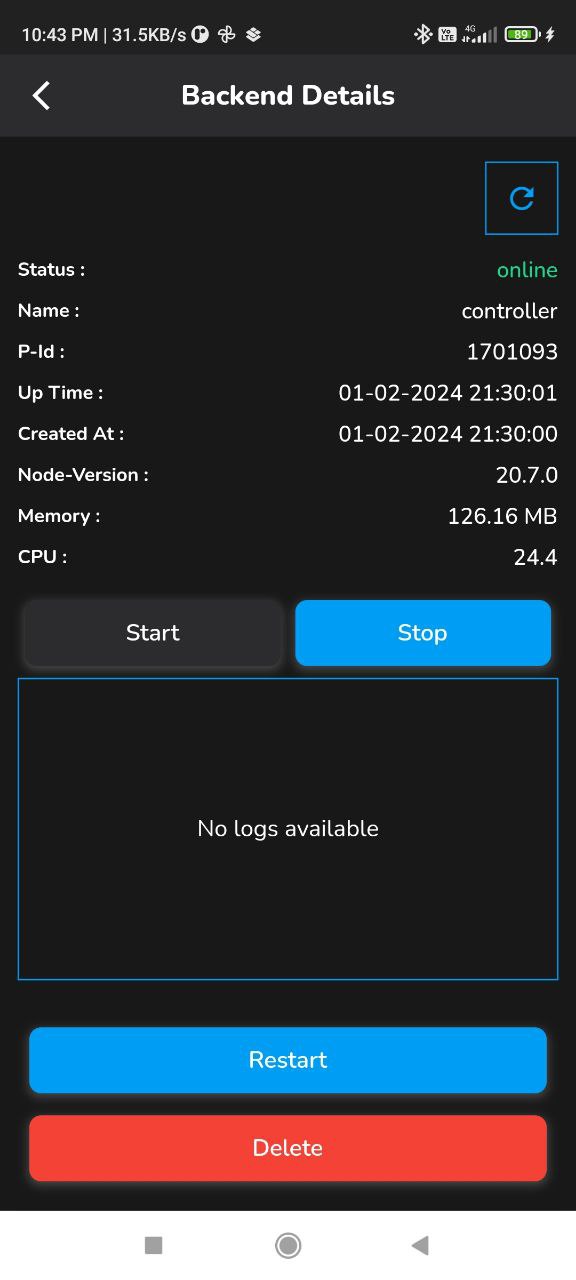 10:43 PM | 31.5KB/s
Vo LTE 4G 89
Backend Details
Status : online
Name : controller
P-Id : 1701093
Up Time : 01-02-2024 21:30:01
Created At : 01-02-2024 21:30:00
Node-Version : 20.7.0
Memory : 126.16 MB
CPU : 24.4
Start Stop
No logs available
Restart
Delete